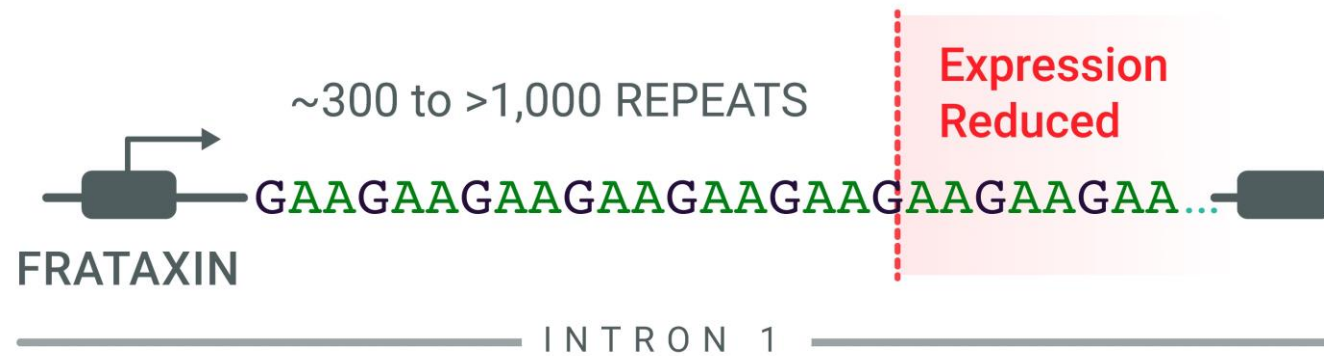 Expression
Reduced
~300 to >1,000 REPEATS
GAAGAAGAAGAAGAAGAAGAAGAAGAA...
FRATAXIN
INTRON 1